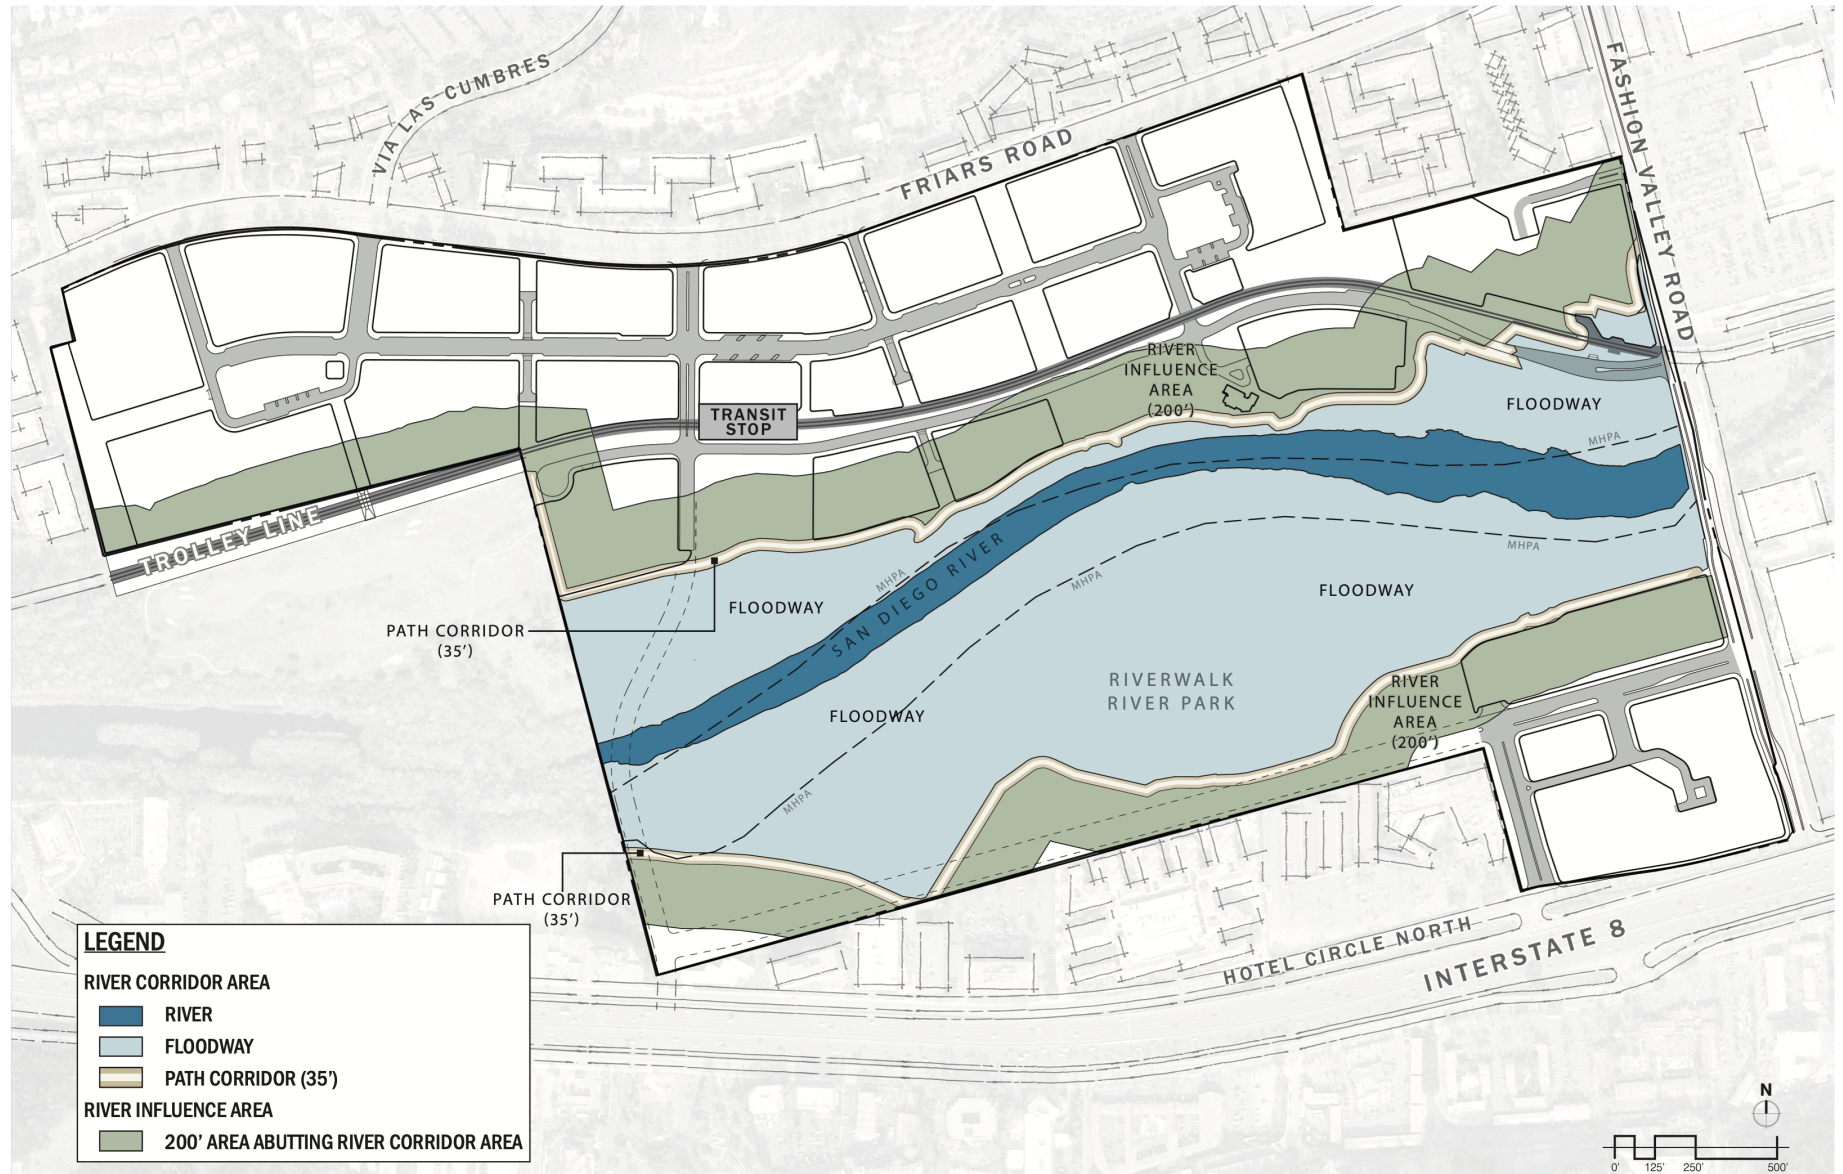 VIA LAS CUMBRES
FRIARS ROAD
FASHION VALLEY ROAD
RIVER
INFLUENCE
AREA
(200')
TRANSIT
STOP
FLOODWAY
MHPA
TROLLEY LINE
MHPA
SAN DIEGO RIVER
MHPA
MHPA
FLOODWAY
FLOODWAY
PATH CORRIDOR
(35')
RIVERWALK
RIVER PARK
FLOODWAY
RIVER
INFLUENCE
AREA
(200')
MHPA
PATH CORRIDOR
(35')
HOTEL CIRCLE NORTH
INTERSTATE 8
LEGEND
RIVER CORRIDOR AREA
RIVER
FLOODWAY
PATH CORRIDOR (35')
RIVER INFLUENCE AREA
200' AREA ABUTTING RIVER CORRIDOR AREA
N
0' 125' 250' 500'